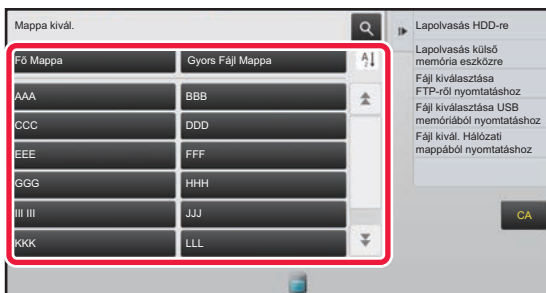 Mappa kivál.
Fő Mappa
Gyors Fájl Mappa
AAA
BBB
CCC
DDD
EEE
FFF
GGG
HHH
III III
JJJ
KKK
LLL
Lapolvasás HDD-re
Lapolvasás külső
memória eszközre
Fájl kiválasztása
FTP-ről nyomtatáshoz
Fájl kiválasztása USB
memóriából nyomtatáshoz
Fájl kivál. Hálózati
mappából nyomtatáshoz
CA